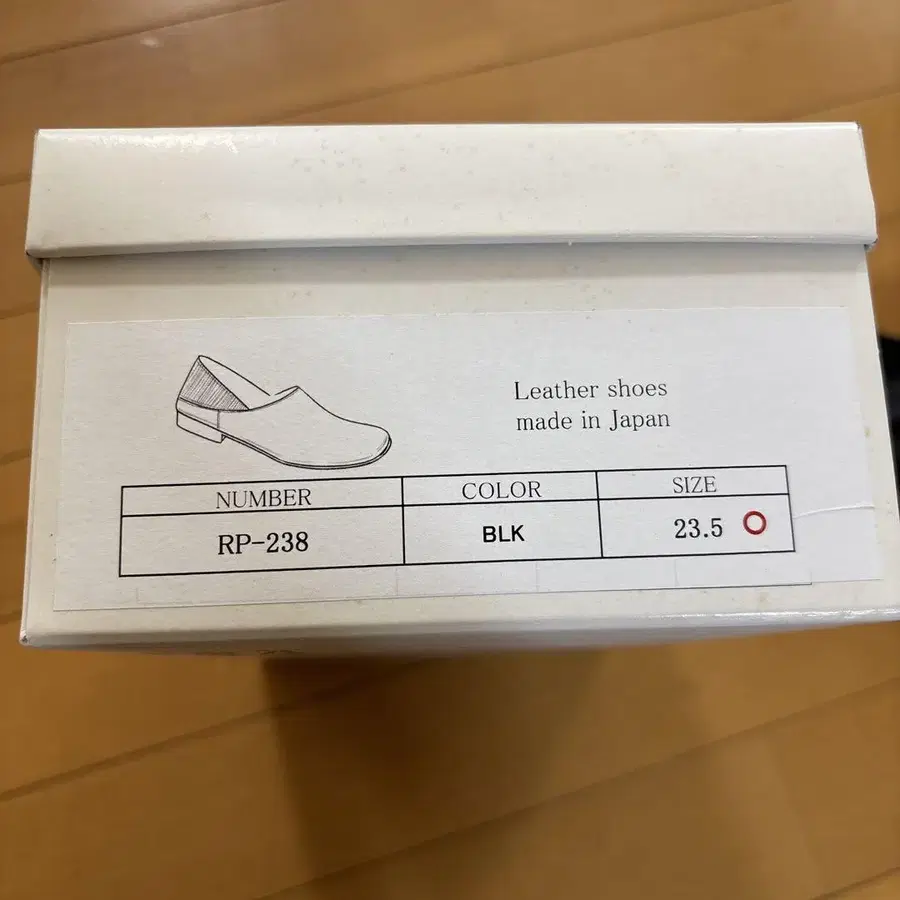 Leather shoes
made in Japan
NUMBER COLOR SIZE
RP-238 BLK 23.5